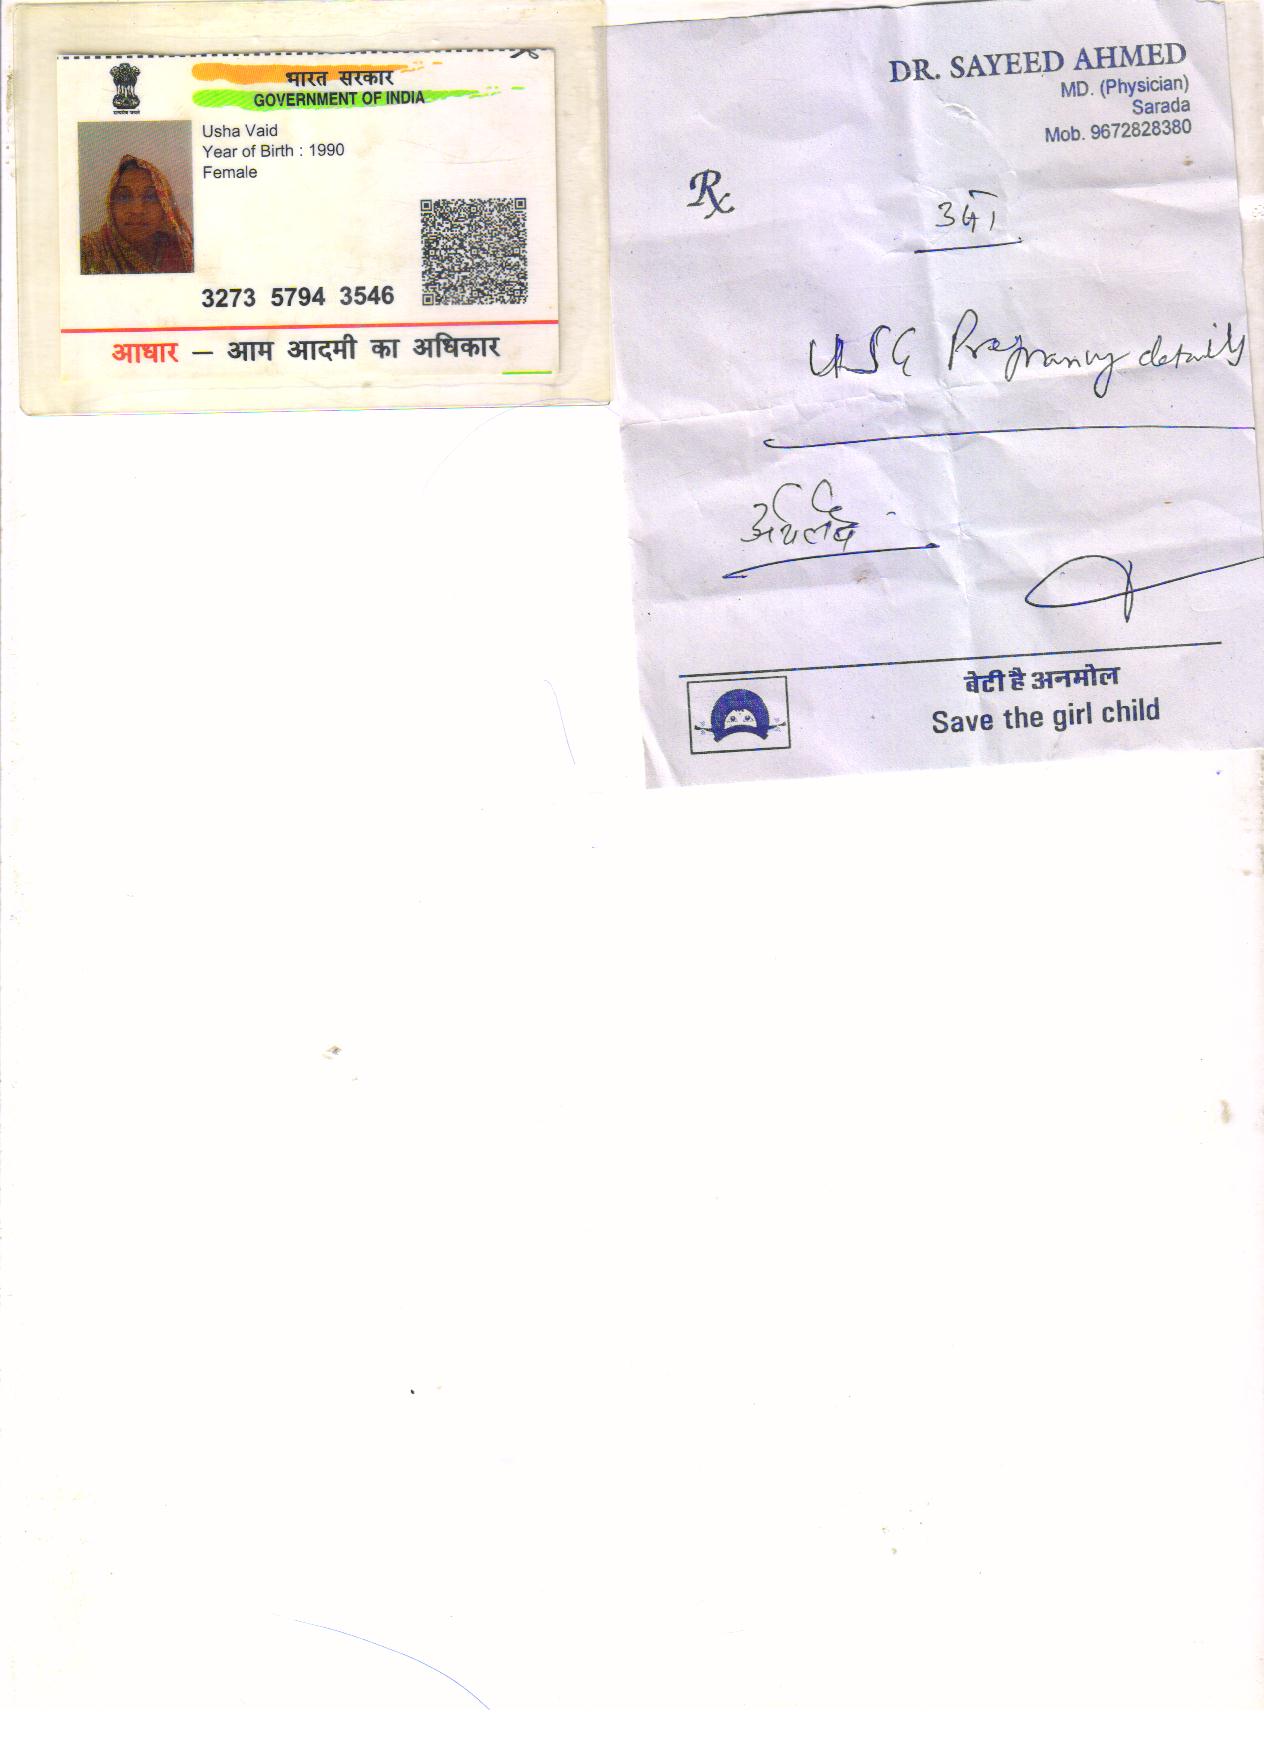 भारत सरकार
GOVERNMENT OF INDIA
Usha Vaid
Year of Birth : 1990
Female
3273 5794 3546
आधार – आम आदमी का अधिकार
DR. SAYEED AHMED
MD. (Physician)
Sarada
Mob. 9672828380
Rx
USG Pregnancy details
बेटी है अनमोल
Save the girl child